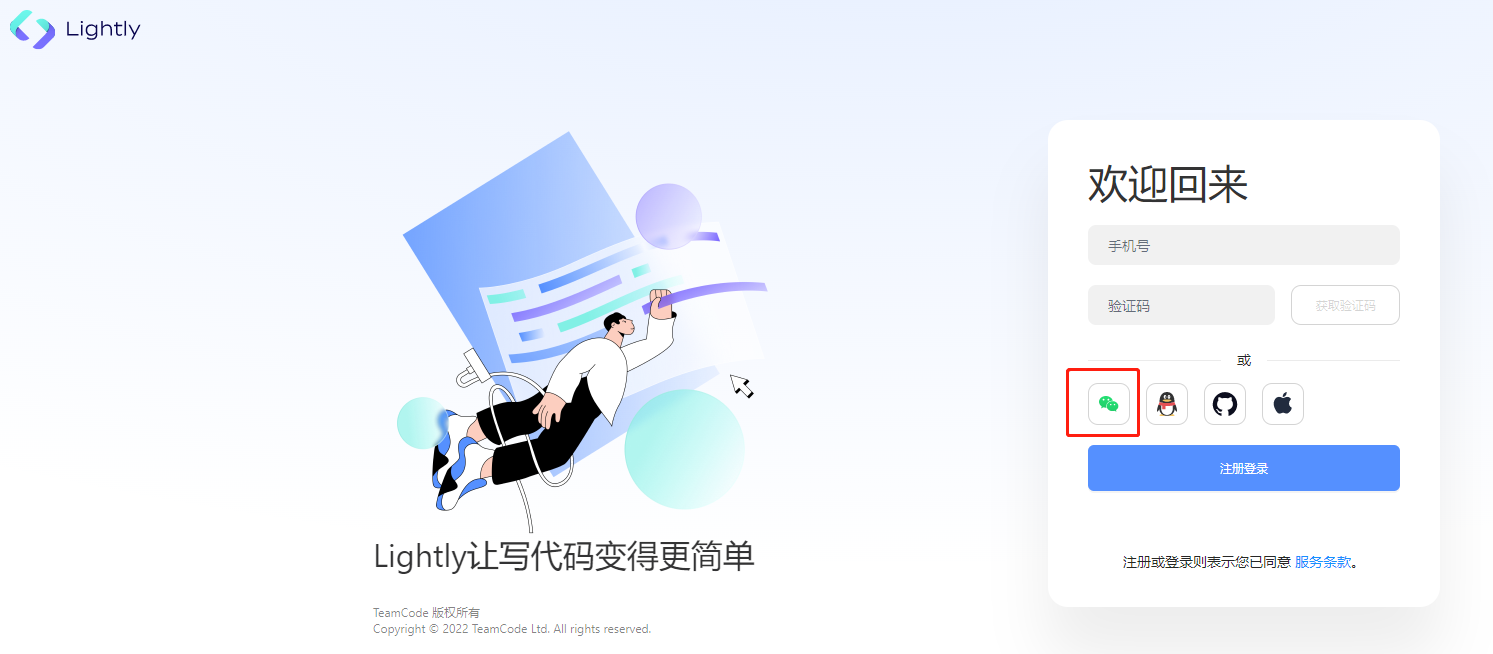 Lightly
欢迎回来
手机号
验证码
获取验证码
或
注册登录
注册或登录则表示您已同意 服务条款。
Lightly让写代码变得更简单
TeamCode 版权所有
Copyright © 2022 TeamCode Ltd. All rights reserved.